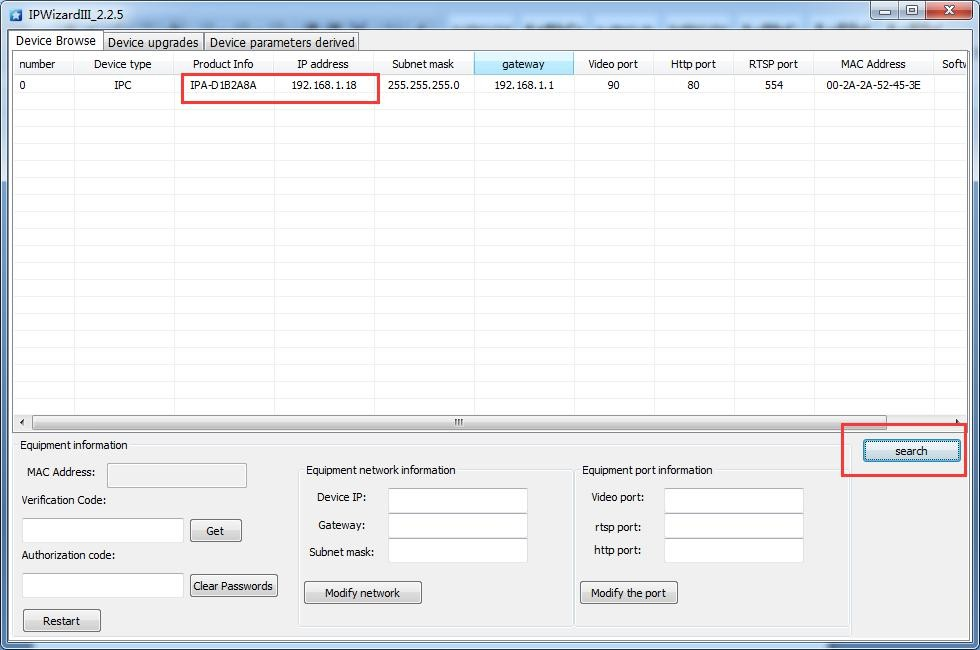 IPWizardIII_2.2.5
Device Browse Device upgrades Device parameters derived
number Device type Product Info IP address Subnet mask gateway Video port Http port RTSP port MAC Address
0 IPC IPA-D1B2A8A 192.168.1.18 255.255.255.0 192.168.1.1 90 80 554 00-2A-2A-52-45-3E
Equipment information
search
MAC Address:
Verification Code:
Get
Authorization code:
Clear Passwords
Restart
Equipment network information
Device IP:
Gateway:
Subnet mask:
Modify network
Equipment port information
Video port:
rtsp port:
http port:
Modify the port